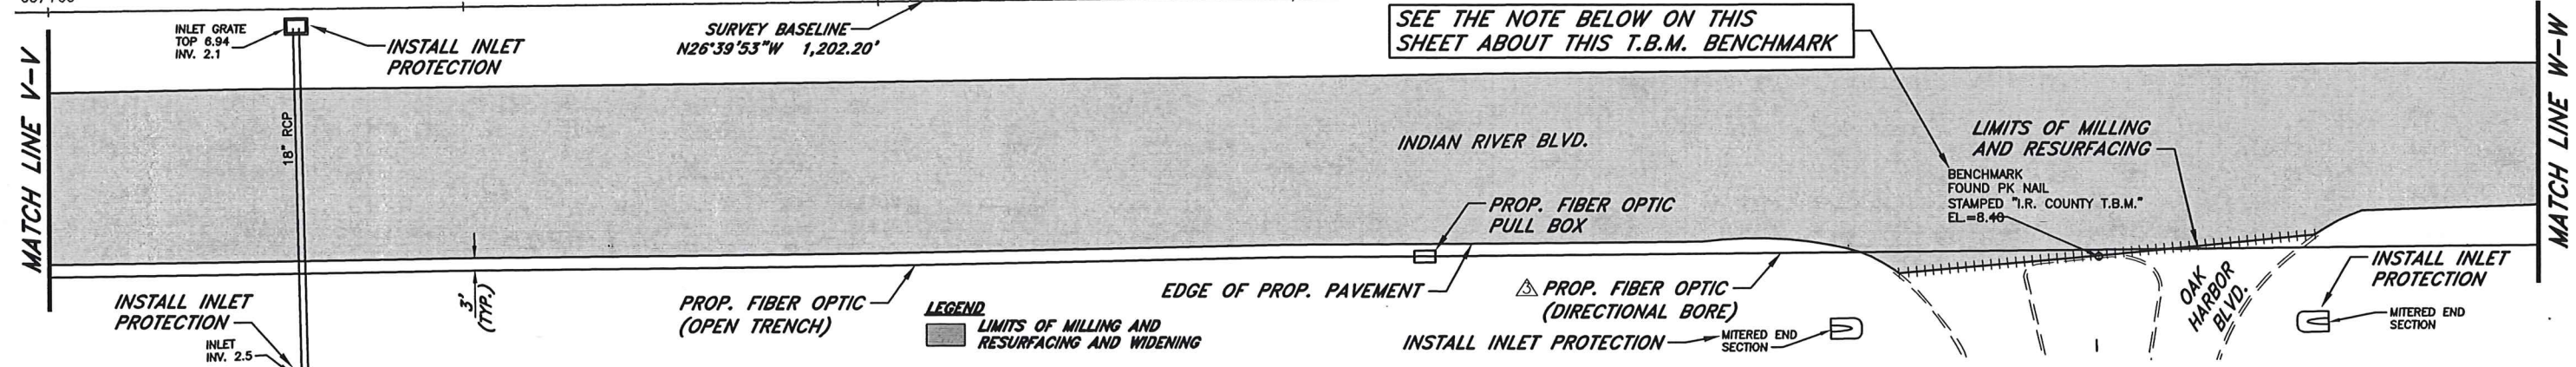 MATCH LINE V-V
INLET GRATE
TOP 6.94
INV. 2.1
INSTALL INLET
PROTECTION
SURVEY BASELINE
N26°39'53"W 1,202.20'
SEE THE NOTE BELOW ON THIS
SHEET ABOUT THIS T.B.M. BENCHMARK
18" RCP
INDIAN RIVER BLVD.
LIMITS OF MILLING
AND RESURFACING
BENCHMARK
FOUND PK NAIL
STAMPED "I.R. COUNTY T.B.M."
EL=8.40
PROP. FIBER OPTIC
PULL BOX
INSTALL INLET
PROTECTION
INLET
INV. 2.5
3'
(TYP.)
PROP. FIBER OPTIC
(OPEN TRENCH)
LEGEND
LIMITS OF MILLING AND
RESURFACING AND WIDENING
EDGE OF PROP. PAVEMENT
3 PROP. FIBER OPTIC
(DIRECTIONAL BORE)
INSTALL INLET PROTECTION
MITERED END
SECTION
OAK
HARBOR
BLVD.
INSTALL INLET
PROTECTION
MITERED END
SECTION
MATCH LINE W-W